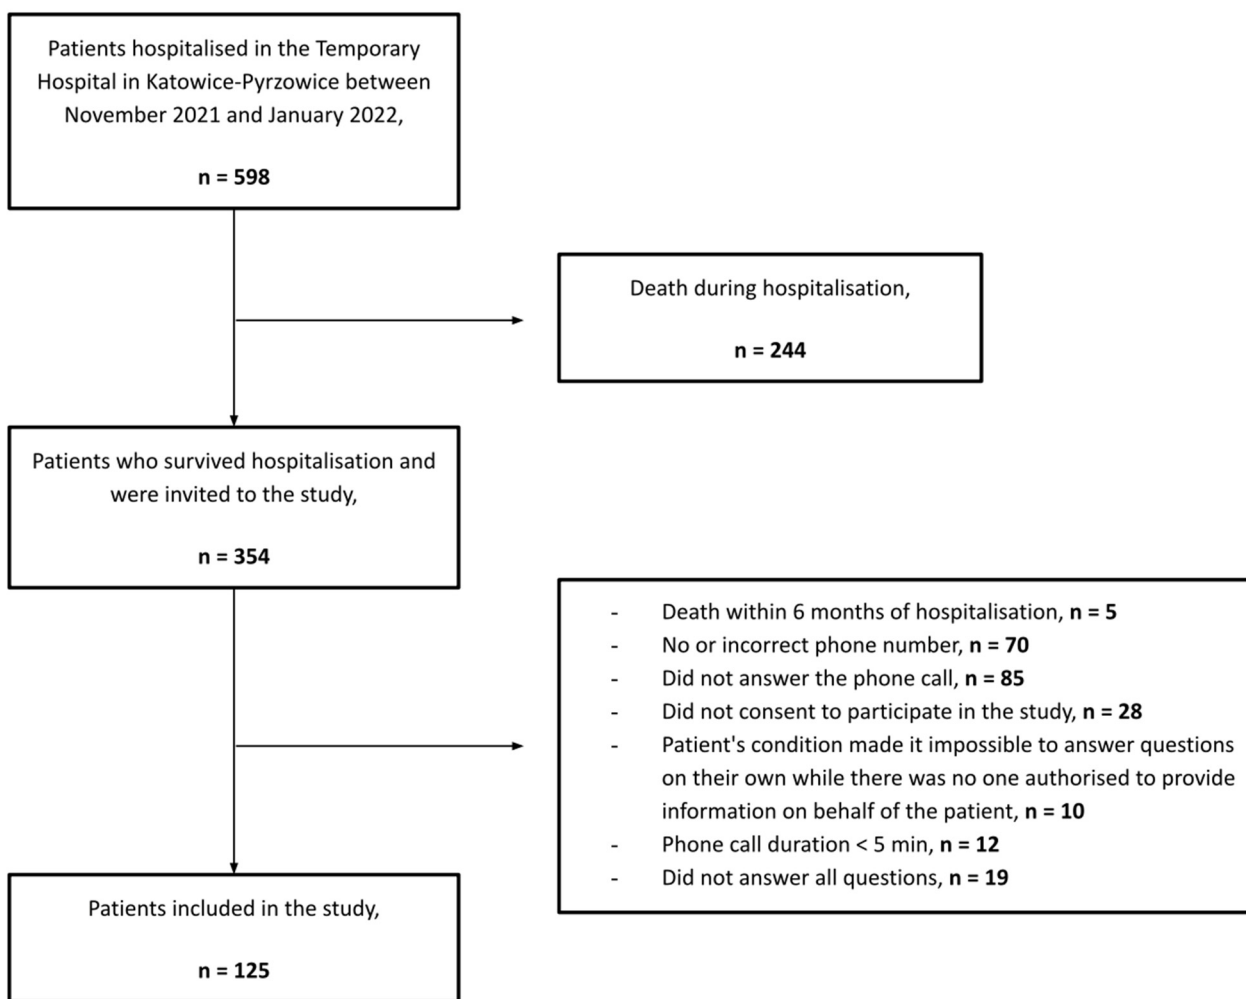 Patients hospitalised in the Temporary
Hospital in Katowice-Pyrzowice between
November 2021 and January 2022,
n = 598
Death during hospitalisation,
n = 244
Patients who survived hospitalisation and
were invited to the study,
n = 354
- Death within 6 months of hospitalisation, n = 5
- No or incorrect phone number, n = 70
- Did not answer the phone call, n = 85
- Did not consent to participate in the study, n = 28
- Patient's condition made it impossible to answer questions
on their own while there was no one authorised to provide
information on behalf of the patient, n = 10
- Phone call duration < 5 min, n = 12
- Did not answer all questions, n = 19
Patients included in the study,
n = 125